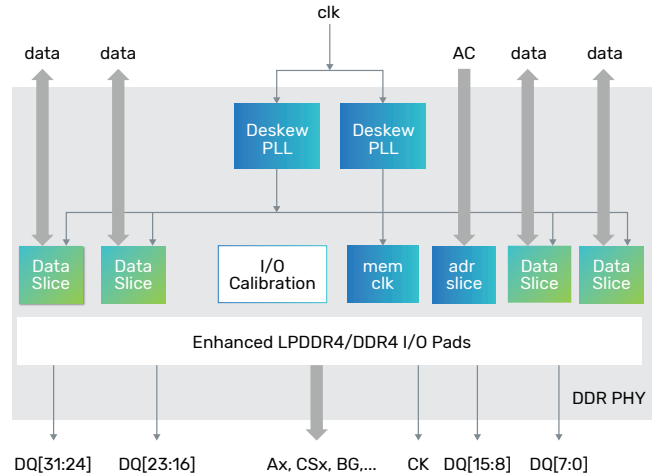 clk
data
data
AC
data
data
Deskew
PLL
Deskew
PLL
Data
Slice
Data
Slice
I/O
Calibration
mem
clk
adr
slice
Data
Slice
Data
Slice
Enhanced LPDDR4/DDR4 I/O Pads
DDR PHY
DQ[31:24]
DQ[23:16]
Ax, CSx, BG,...
CK
DQ[15:8]
DQ[7:0]